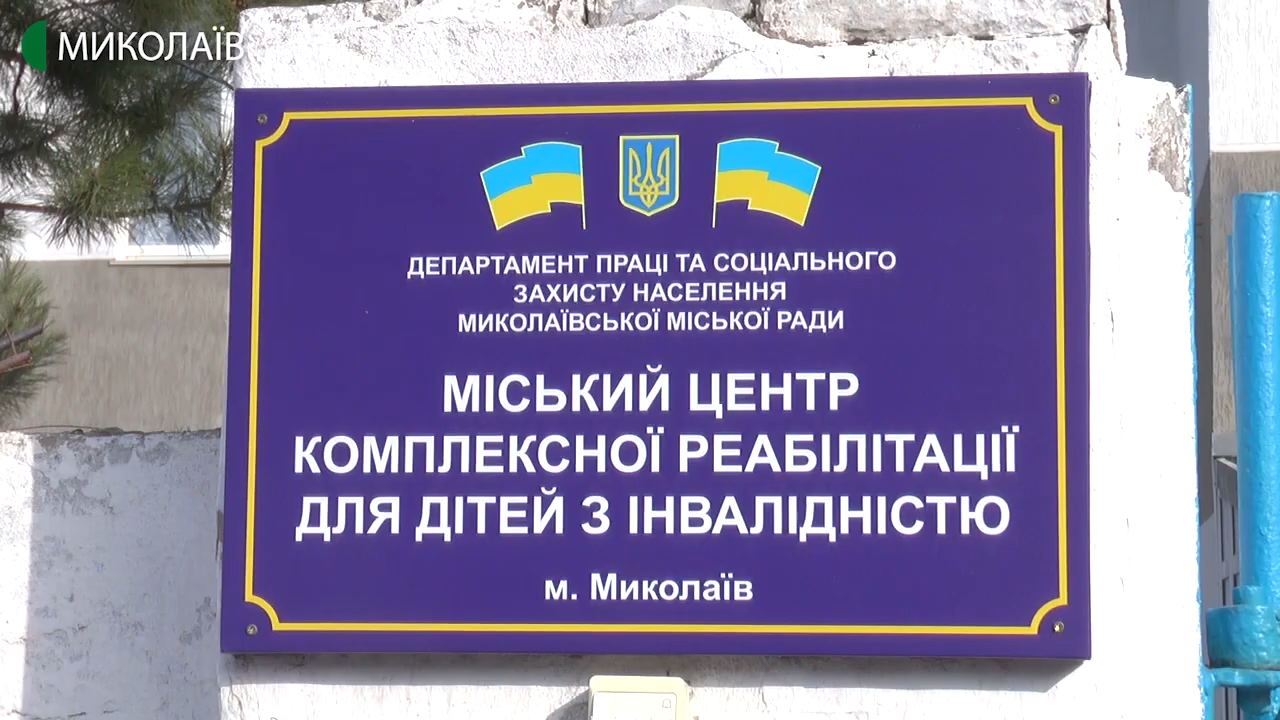 МИКОЛАЇВ
ДЕПАРТАМЕНТ ПРАЦІ ТА СОЦІАЛЬНОГО
ЗАХИСТУ НАСЕЛЕННЯ
МИКОЛАЇВСЬКОЇ МІСЬКОЇ РАДИ
МІСЬКИЙ ЦЕНТР
КОМПЛЕКСНОЇ РЕАБІЛІТАЦІЇ
ДЛЯ ДІТЕЙ З ІНВАЛІДНІСТЮ
м. Миколаїв